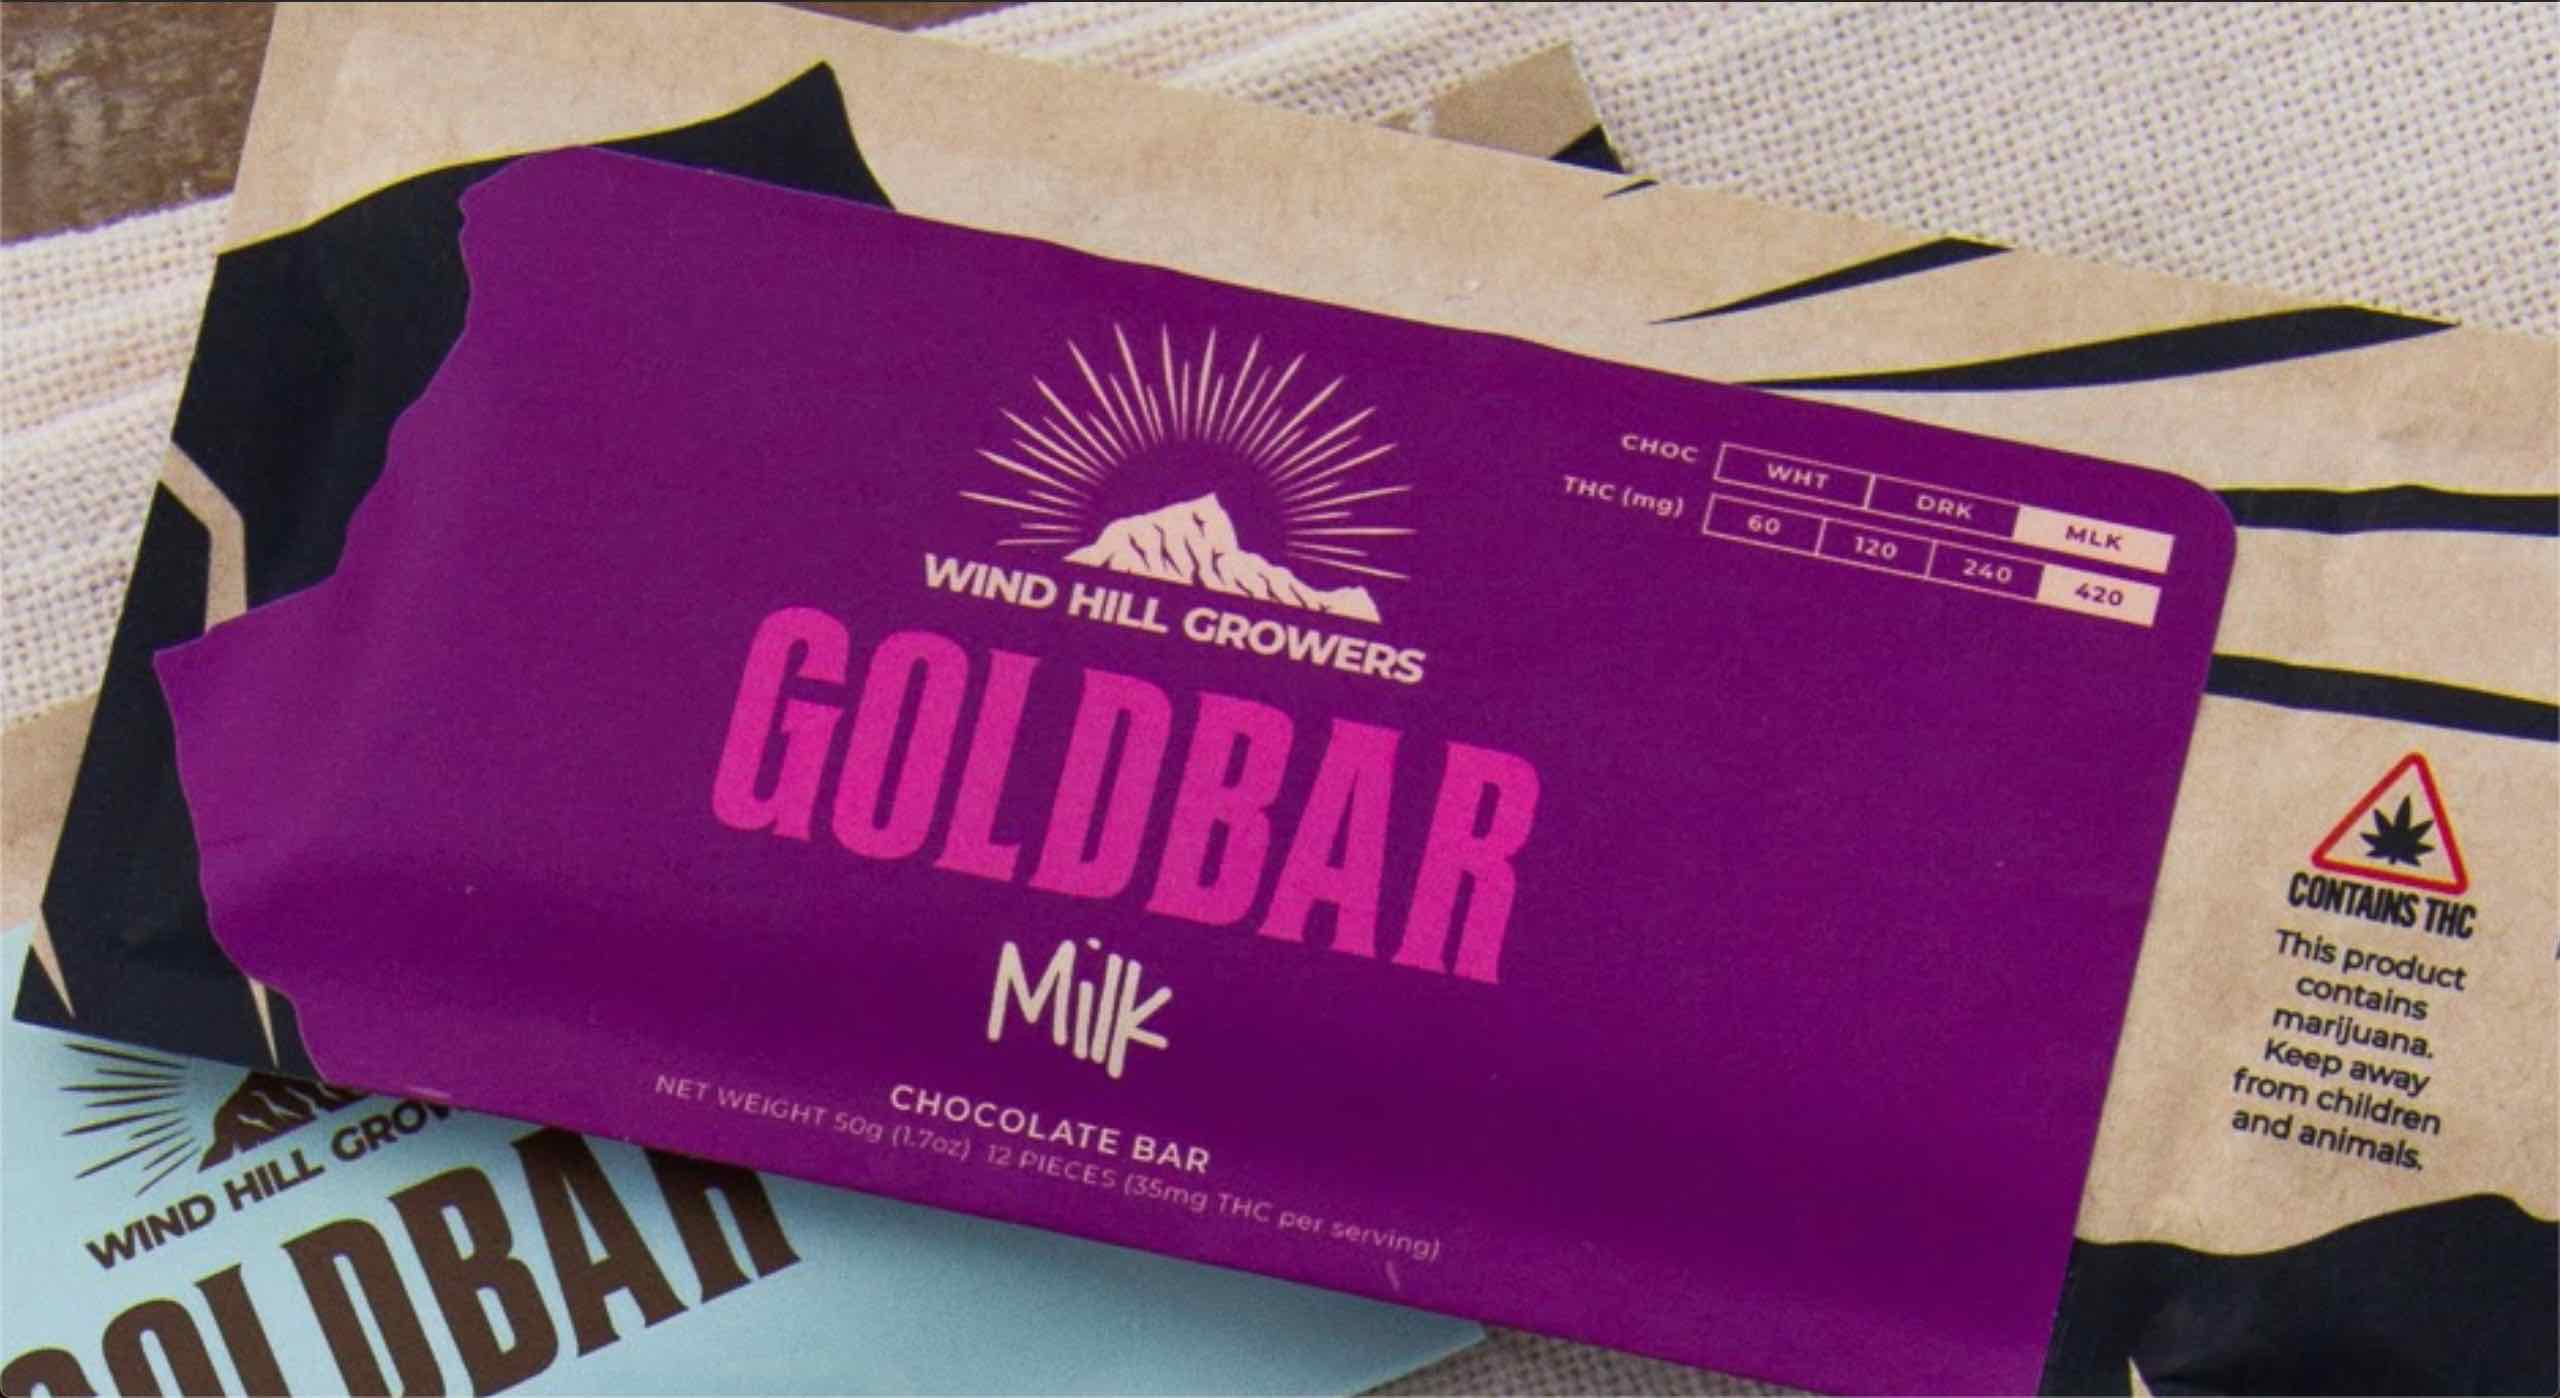 WIND HILL GROWERS
GOLDBAR
Milk
CHOCOLATE BAR
NET WEIGHT 50g (1.7oz) 12 PIECES (35mg THC per serving)
CHOC WHT DRK MLK
THC (mg) 60 120 240 420
CONTAINS THC
This product
contains
marijuana.
Keep away
from children
and animals.
WIND HILL GROW
GOLDBAR